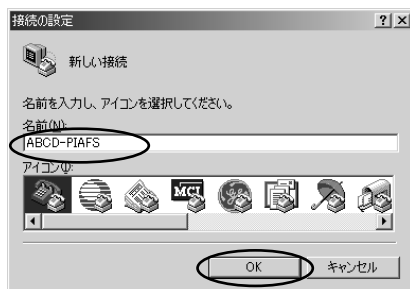 接続の設定
新しい接続
名前を入力し、アイコンを選択してください。
名前(N):
ABCD-PIAFS
アイコン(I):
MCI
OK キャンセル